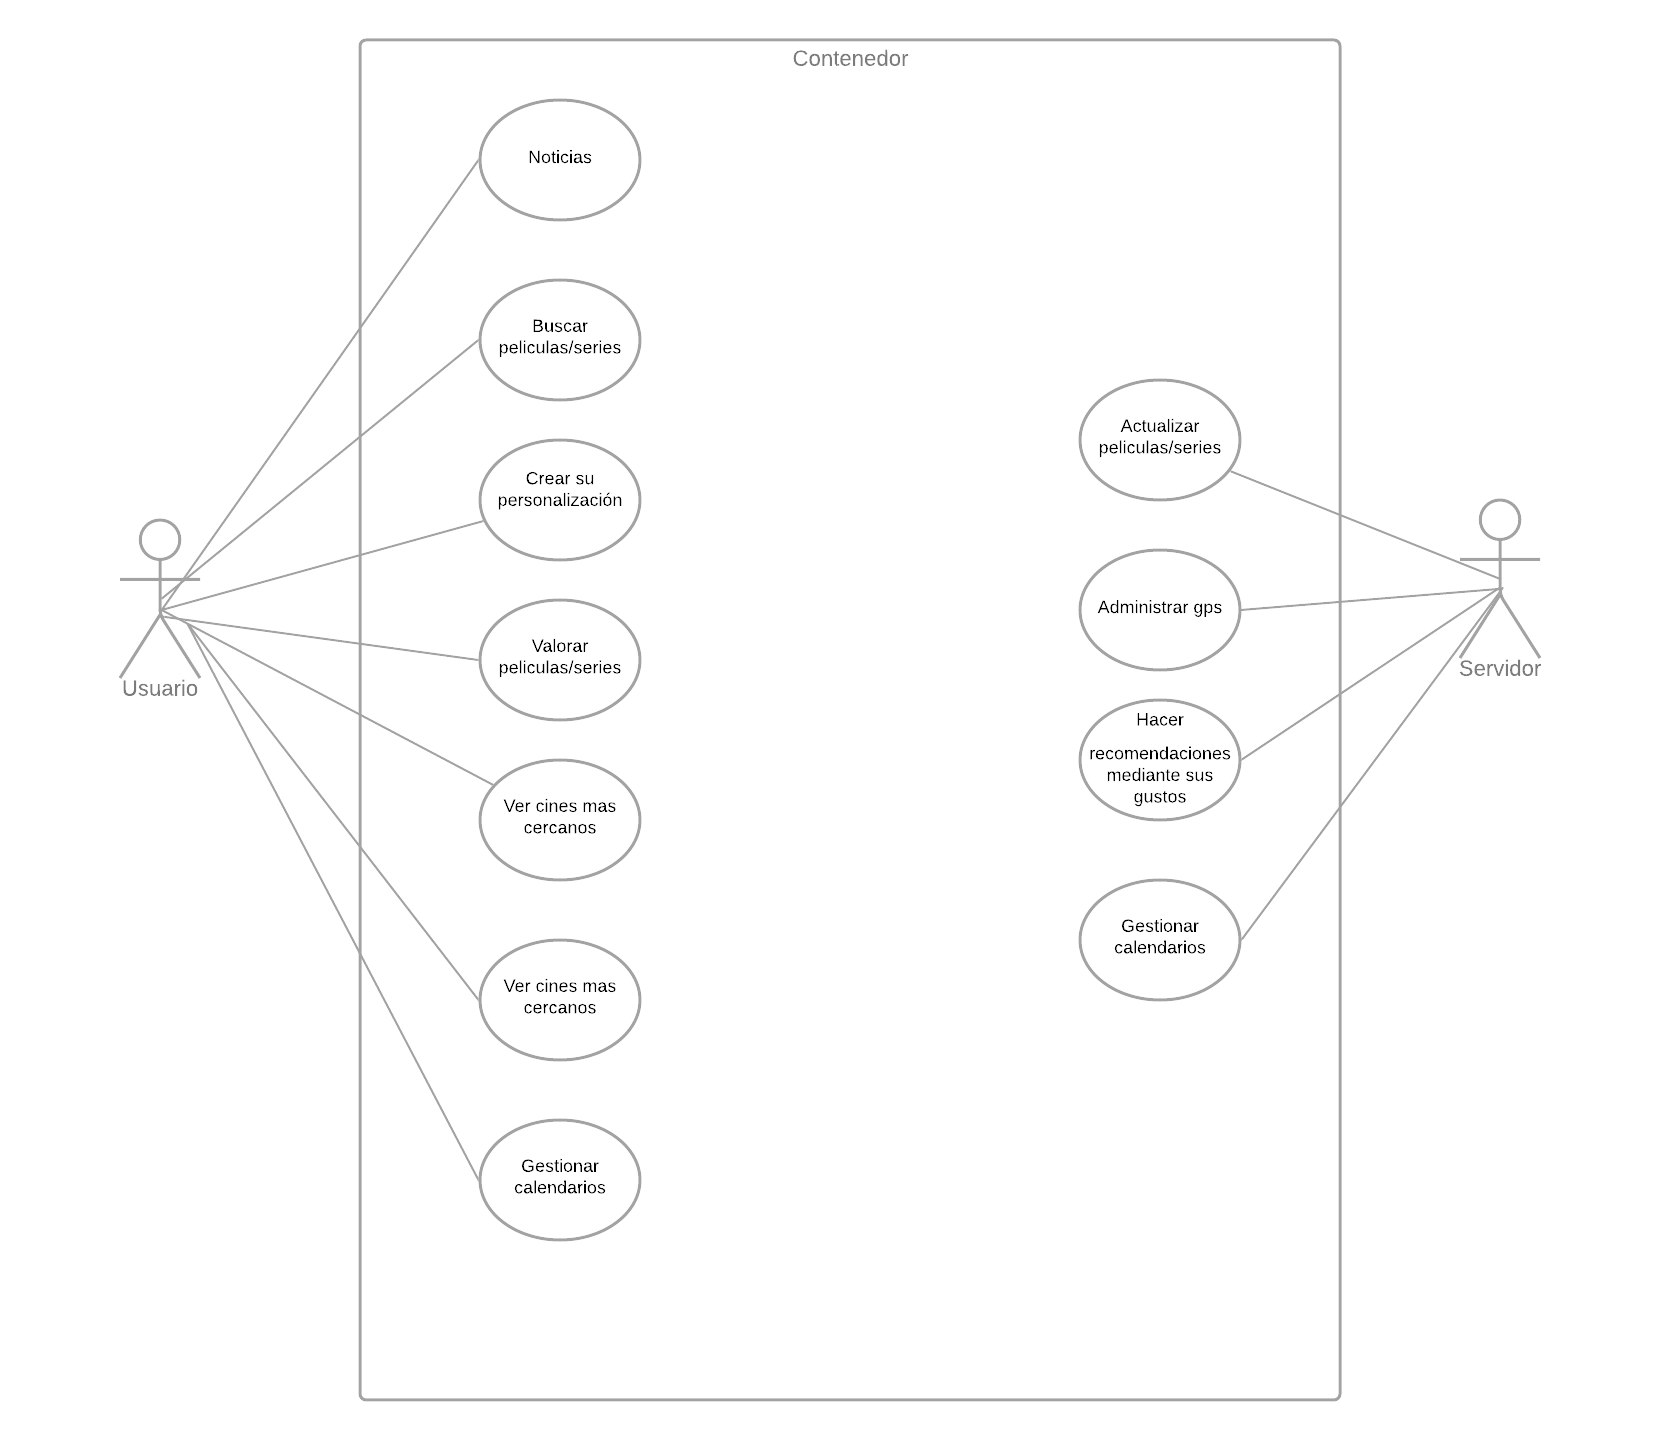 Contenedor
Noticias
Buscar
peliculas/series
Crear su
personalización
Valorar
peliculas/series
Ver cines mas
cercanos
Ver cines mas
cercanos
Gestionar
calendarios
Usuario
Actualizar
peliculas/series
Administrar gps
Hacer
recomendaciones
mediante sus
gustos
Gestionar
calendarios
Servidor